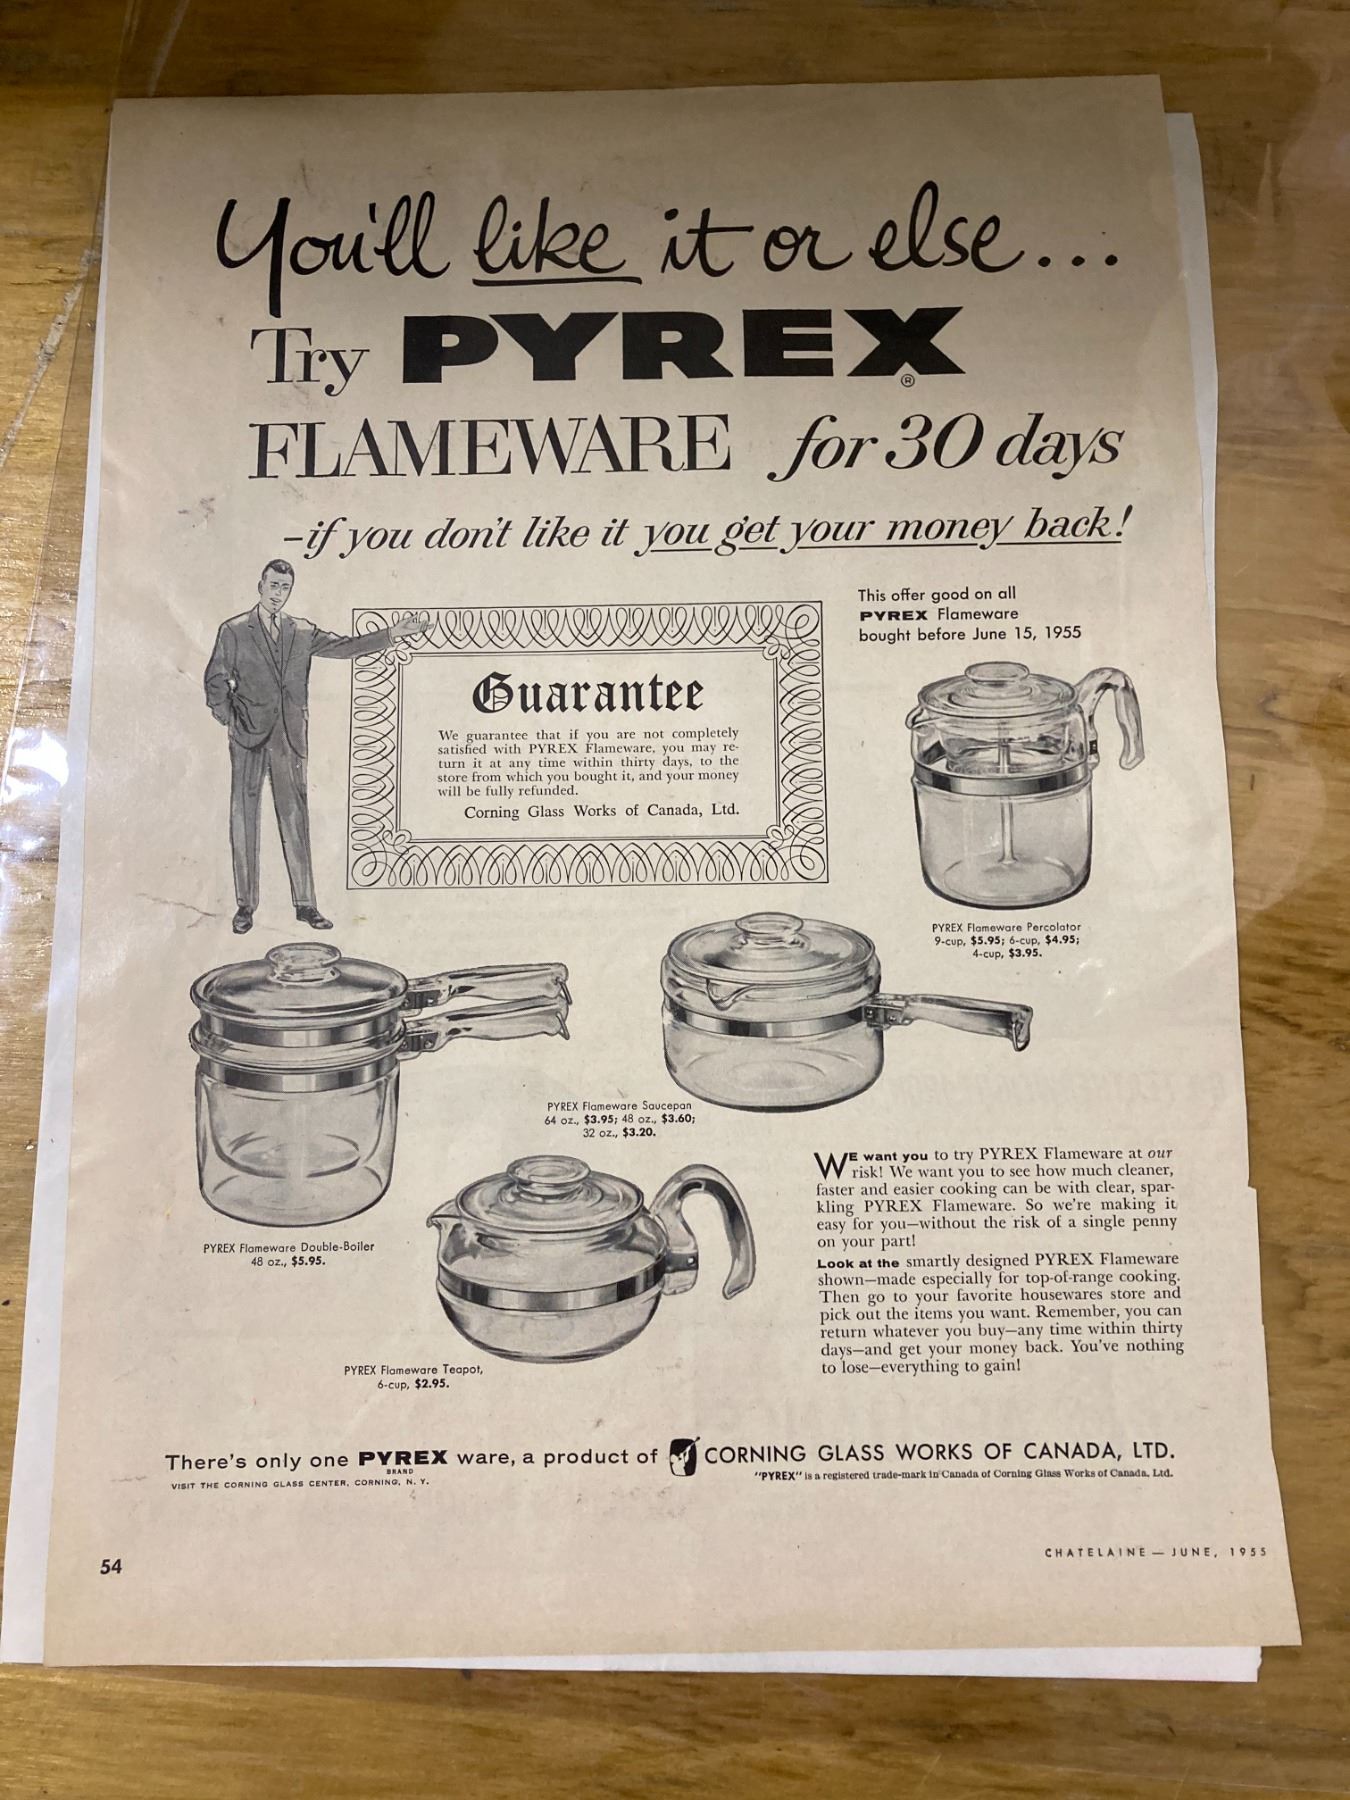 You'll like it or else...
Try PYREX®
FLAMEWARE for 30 days
–if you don't like it you get your money back!
This offer good on all
PYREX Flameware
bought before June 15, 1955
Guarantee
We guarantee that if you are not completely
satisfied with PYREX Flameware, you may re-
turn it at any time within thirty days, to the
store from which you bought it, and your money
will be fully refunded.
Corning Glass Works of Canada, Ltd.
PYREX Flameware Percolator
9-cup, $5.95; 6-cup, $4.95;
4-cup, $3.95.
PYREX Flameware Saucepan
64 oz., $3.95; 48 oz., $3.60;
32 oz., $3.20.
PYREX Flameware Double-Boiler
48 oz., $5.95.
PYREX Flameware Teapot,
6-cup, $2.95.
WE want you to try PYREX Flameware at our
risk! We want you to see how much cleaner,
faster and easier cooking can be with clear, spar-
kling PYREX Flameware. So we're making it
easy for you—without the risk of a single penny
on your part!
Look at the smartly designed PYREX Flameware
shown—made especially for top-of-range cooking.
Then go to your favorite housewares store and
pick out the items you want. Remember, you can
return whatever you buy—any time within thirty
days—and get your money back. You've nothing
to lose—everything to gain!
There's only one PYREX ware, a product of CORNING GLASS WORKS OF CANADA, LTD.
BRAND
VISIT THE CORNING GLASS CENTER, CORNING, N. Y.
"PYREX" is a registered trade-mark in Canada of Corning Glass Works of Canada, Ltd.
54
CHATELAINE — JUNE, 1955